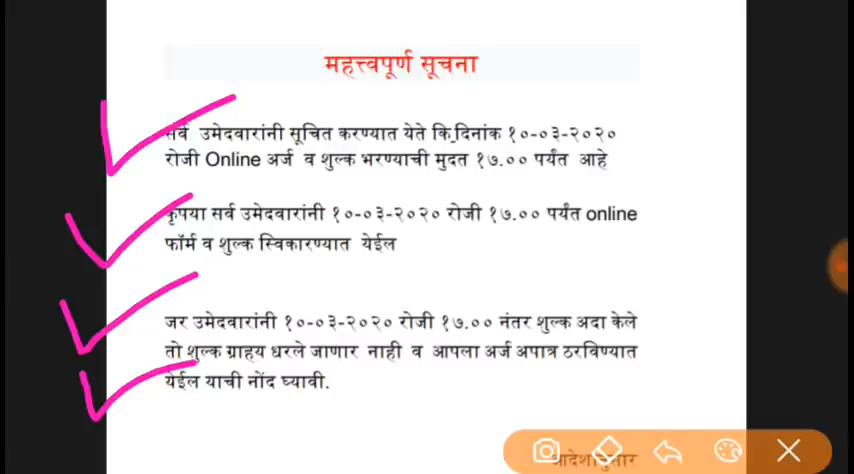 महत्त्वपूर्ण सूचना
सर्व उमेदवारांनी सूचित करण्यात येते कि.दिनांक १०-०३-२०२०
रोजी Online अर्ज व शुल्क भरण्याची मुदत १७.०० पर्यंत आहे
कृपया सर्व उमेदवारांनी १०-०३-२०२० रोजी १७.०० पर्यंत online
फॉर्म व शुल्क स्विकारण्यात येईल
जर उमेदवारांनी १०-०३-२०२० रोजी १७.०० नंतर शुल्क अदा केले
तो शुल्क ग्राहय धरले जाणार नाही व आपला अर्ज अपात्र ठरविण्यात
येईल याची नोंद घ्यावी.
आदेशानुसार